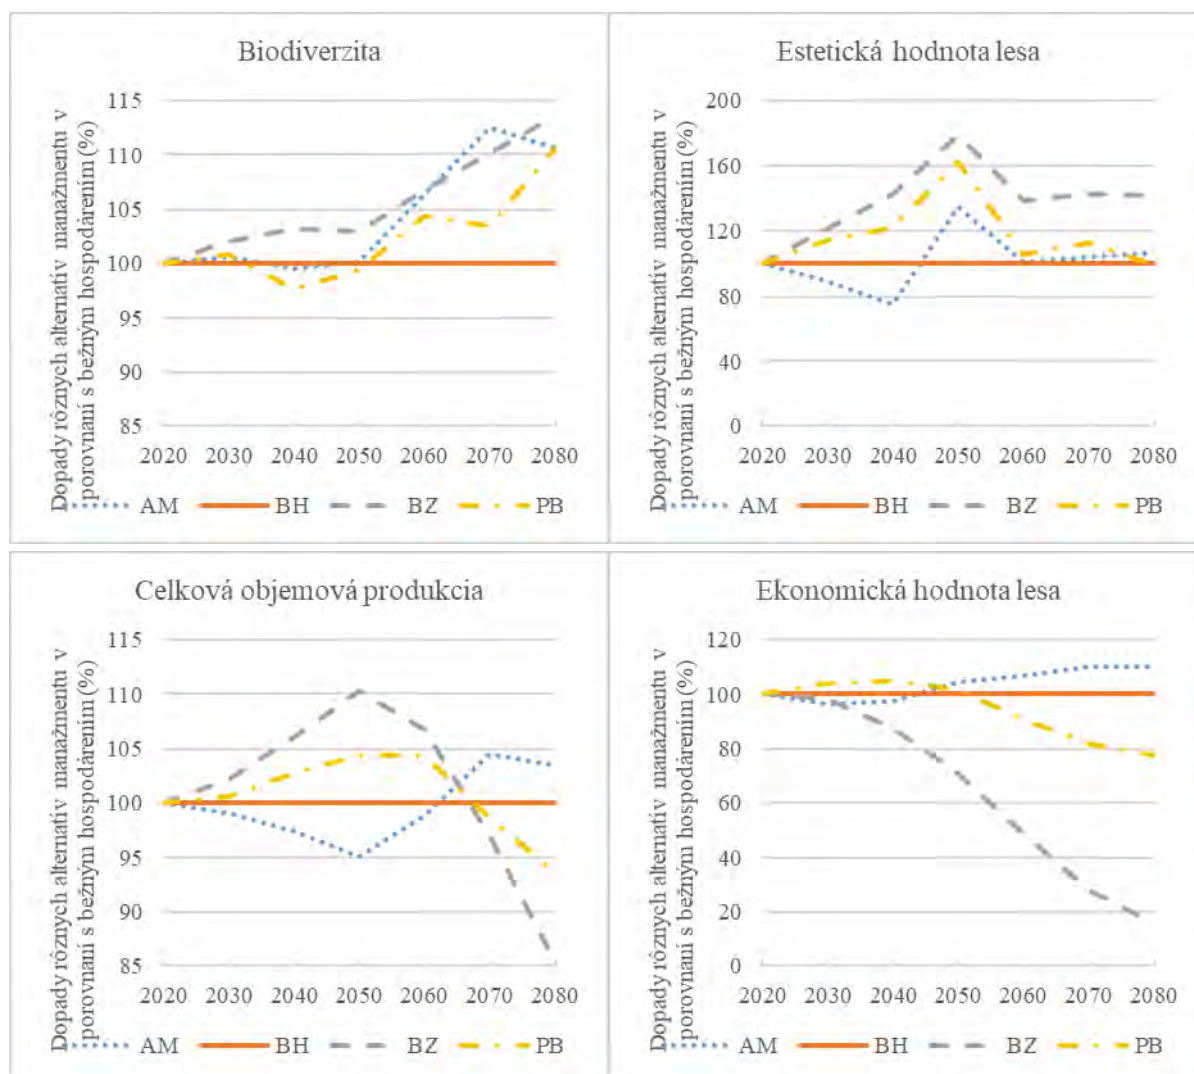 Biodiverzita
Dopady rôznych alternatív manažmentu v
porovnaní s bežným hospodárením (%)
115
110
105
100
95
90
85
2020 2030 2040 2050 2060 2070 2080
AM BH BZ PB
Estetická hodnota lesa
Dopady rôznych alternatív manažmentu v
porovnaní s bežným hospodárením (%)
200
160
120
80
40
0
2020 2030 2040 2050 2060 2070 2080
AM BH BZ PB
Celková objemová produkcia
Dopady rôznych alternatív manažmentu v
porovnaní s bežným hospodárením (%)
115
110
105
100
95
90
85
2020 2030 2040 2050 2060 2070 2080
AM BH BZ PB
Ekonomická hodnota lesa
Dopady rôznych alternatív manažmentu v
porovnaní s bežným hospodárením (%)
120
100
80
60
40
20
0
2020 2030 2040 2050 2060 2070 2080
AM BH BZ PB